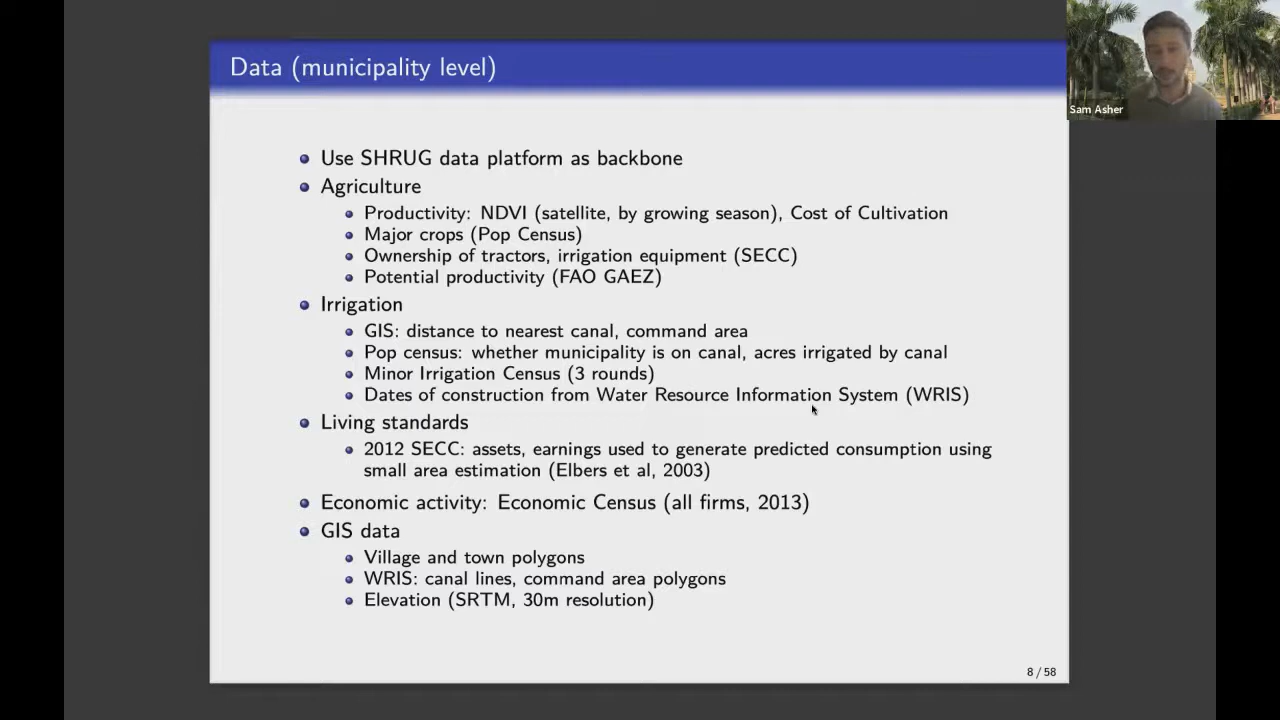 Data (municipality level)
Sam Asher
Use SHRUG data platform as backbone
Agriculture
Productivity: NDVI (satellite, by growing season), Cost of Cultivation
Major crops (Pop Census)
Ownership of tractors, irrigation equipment (SECC)
Potential productivity (FAO GAEZ)
Irrigation
GIS: distance to nearest canal, command area
Pop census: whether municipality is on canal, acres irrigated by canal
Minor Irrigation Census (3 rounds)
Dates of construction from Water Resource Information System (WRIS)
Living standards
2012 SECC: assets, earnings used to generate predicted consumption using
small area estimation (Elbers et al, 2003)
Economic activity: Economic Census (all firms, 2013)
GIS data
Village and town polygons
WRIS: canal lines, command area polygons
Elevation (SRTM, 30m resolution)
8 / 58